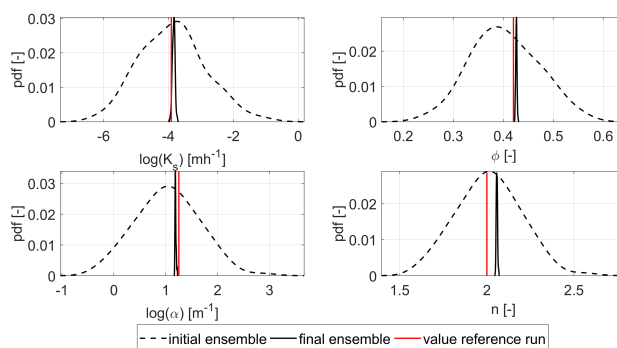 0.03
0.02
0.01
0
pdf [-]
-6 -4 -2 0
log(K_s) [mh^-1]
0.02
0.01
0
pdf [-]
0.2 0.3 0.4 0.5 0.6
ϕ [-]
0.03
0.02
0.01
0
pdf [-]
-1 0 1 2 3
log(α) [m^-1]
0.02
0.01
0
pdf [-]
1.5 2 2.5
n [-]
initial ensemble final ensemble value reference run